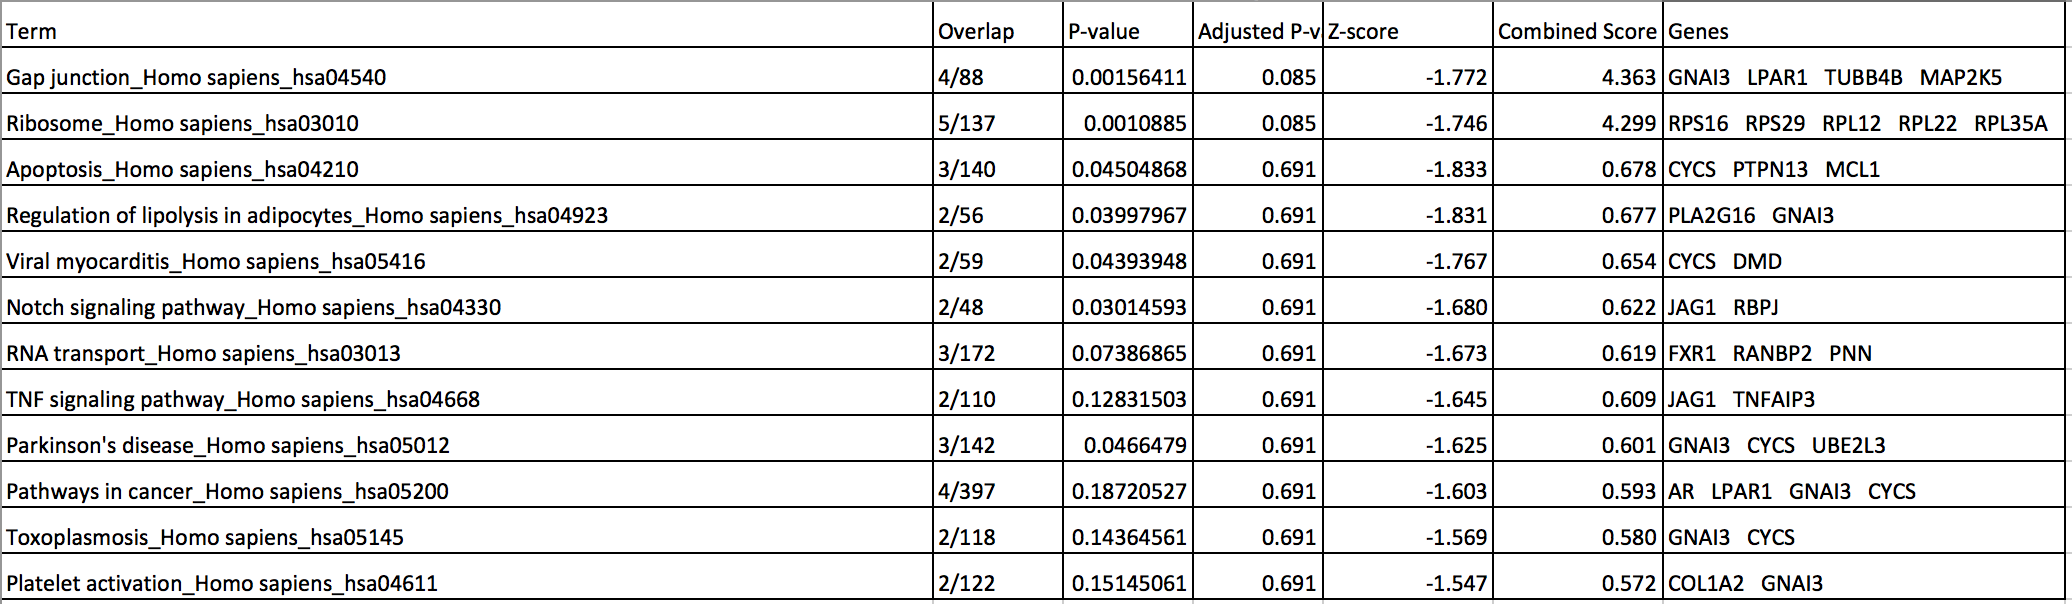 Term Overlap P-value Adjusted P-v Z-score Combined Score Genes
Gap junction_Homo sapiens_hsa04540 4/88 0.00156411 0.085 -1.772 4.363 GNAI3 LPAR1 TUBB4B MAP2K5
Ribosome_Homo sapiens_hsa03010 5/137 0.0010885 0.085 -1.746 4.299 RPS16 RPS29 RPL12 RPL22 RPL35A
Apoptosis_Homo sapiens_hsa04210 3/140 0.04504868 0.691 -1.833 0.678 CYCS PTPN13 MCL1
Regulation of lipolysis in adipocytes_Homo sapiens_hsa04923 2/56 0.03997967 0.691 -1.831 0.677 PLA2G16 GNAI3
Viral myocarditis_Homo sapiens_hsa05416 2/59 0.04393948 0.691 -1.767 0.654 CYCS DMD
Notch signaling pathway_Homo sapiens_hsa04330 2/48 0.03014593 0.691 -1.680 0.622 JAG1 RBPJ
RNA transport_Homo sapiens_hsa03013 3/172 0.07386865 0.691 -1.673 0.619 FXR1 RANBP2 PNN
TNF signaling pathway_Homo sapiens_hsa04668 2/110 0.12831503 0.691 -1.645 0.609 JAG1 TNFAIP3
Parkinson's disease_Homo sapiens_hsa05012 3/142 0.0466479 0.691 -1.625 0.601 GNAI3 CYCS UBE2L3
Pathways in cancer_Homo sapiens_hsa05200 4/397 0.18720527 0.691 -1.603 0.593 AR LPAR1 GNAI3 CYCS
Toxoplasmosis_Homo sapiens_hsa05145 2/118 0.14364561 0.691 -1.569 0.580 GNAI3 CYCS
Platelet activation_Homo sapiens_hsa04611 2/122 0.15145061 0.691 -1.547 0.572 COL1A2 GNAI3